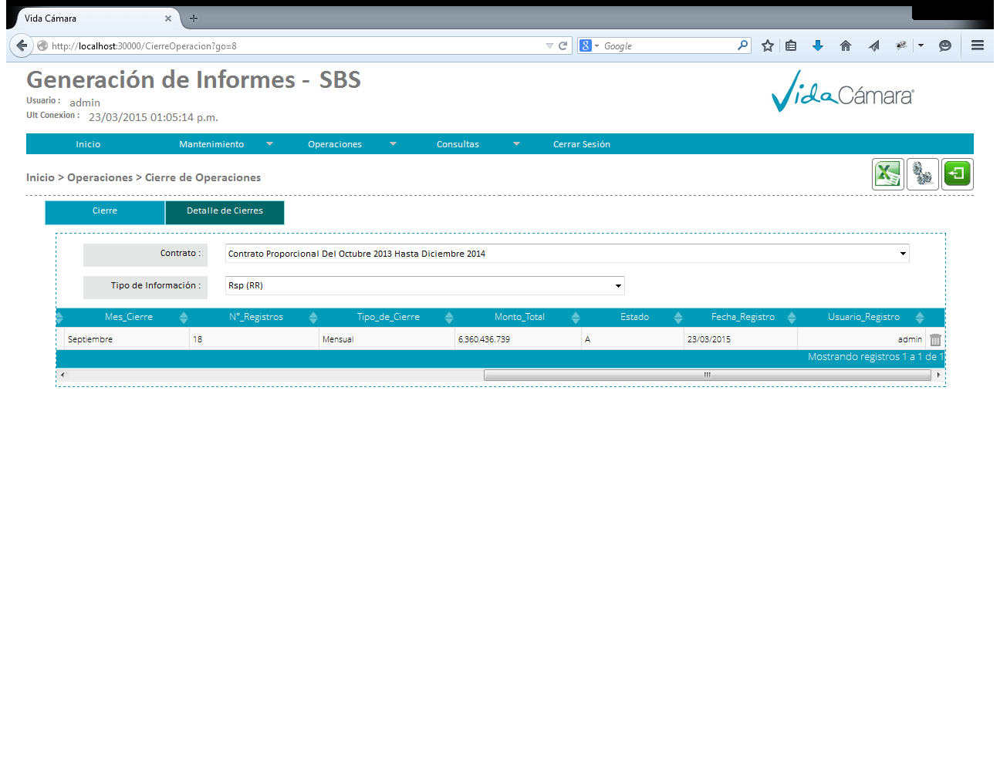 Vida Cámara
http://localhost:30000/CierreOperacion?go=8
Google
Generación de Informes - SBS
Usuario : admin
Ult Conexion : 23/03/2015 01:05:14 p.m.
Vida Cámara
Inicio Mantenimiento Operaciones Consultas Cerrar Sesión
Inicio > Operaciones > Cierre de Operaciones
Cierre Detalle de Cierres
Contrato : Contrato Proporcional Del Octubre 2013 Hasta Diciembre 2014
Tipo de Información : Rsp (RR)
Mes_Cierre N°_Registros Tipo_de_Cierre Monto_Total Estado Fecha_Registro Usuario_Registro
Septiembre 18 Mensual 6.360.436.739 A 23/03/2015 admin
Mostrando registros 1 a 1 de 1